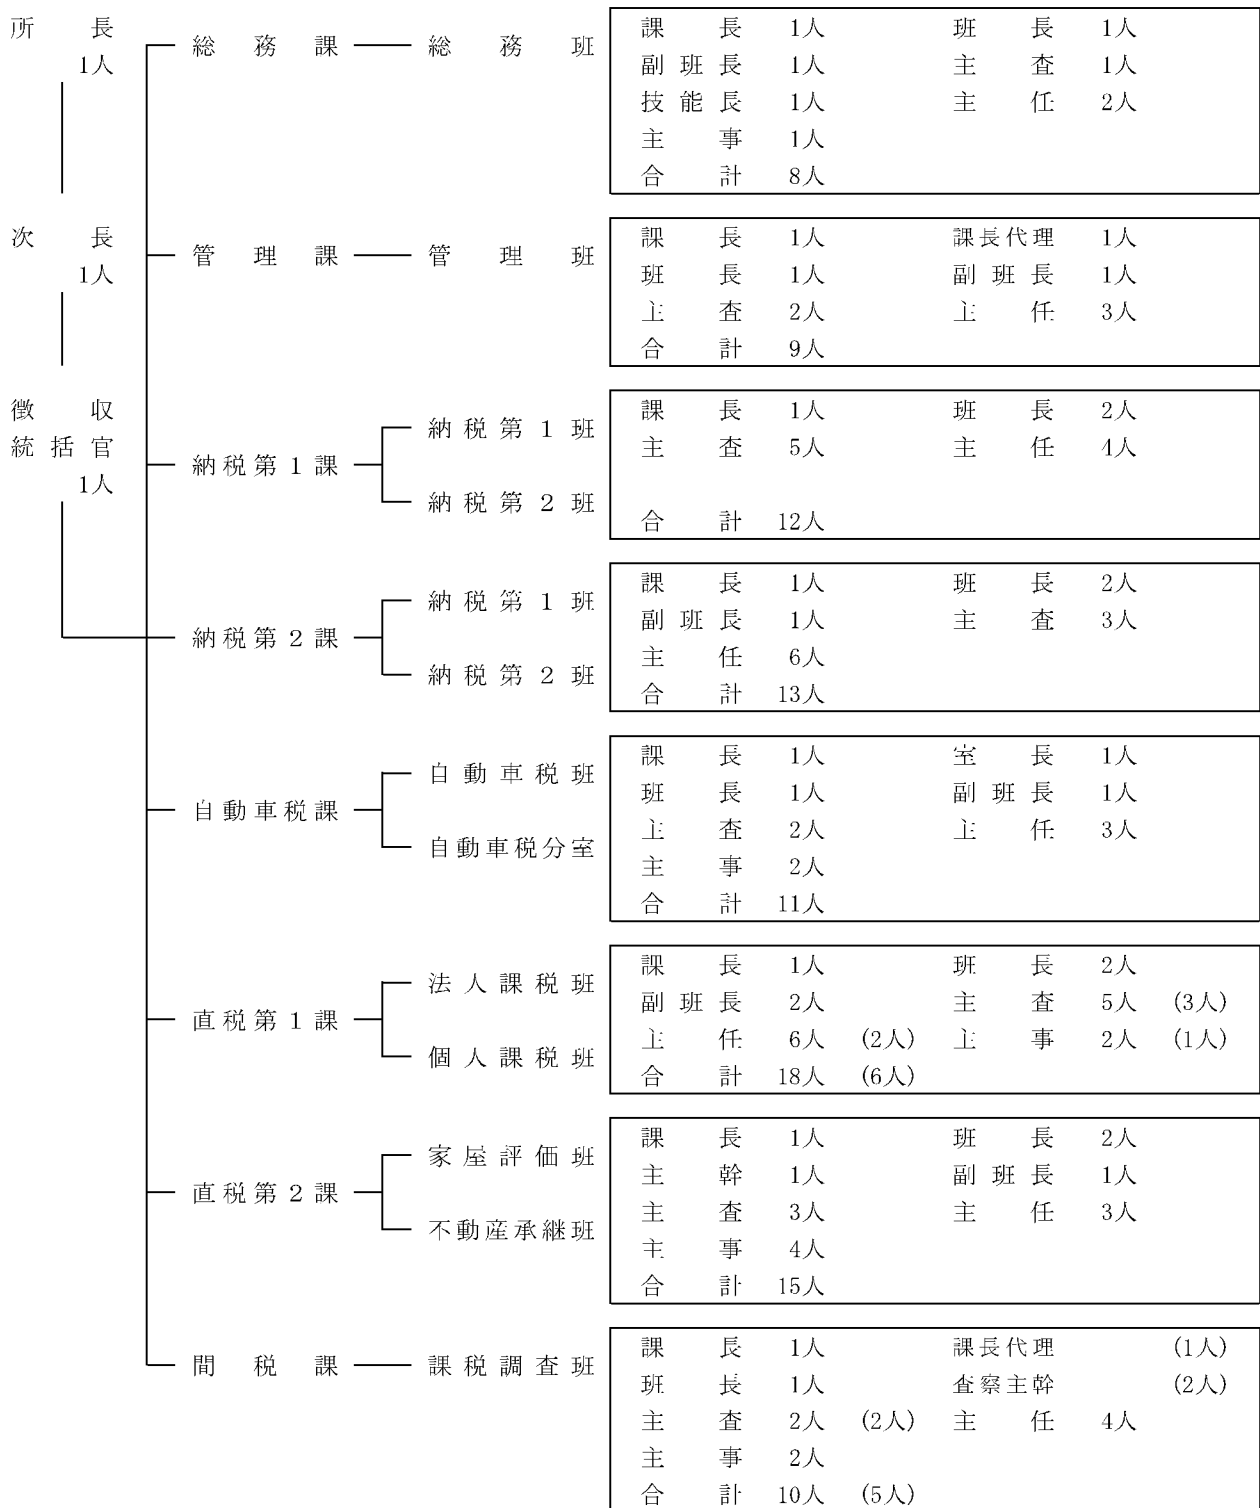 所長
1人
次長
1人
徴収
統括官
1人
総務課 総務班
課長 1人 班長 1人
副班長 1人 主査 1人
技能長 1人 主任 2人
主事 1人
合計 8人
管理課 管理班
課長 1人 課長代理 1人
班長 1人 副班長 1人
主査 2人 主任 3人
合計 9人
納税第1課
納税第1班
納税第2班
課長 1人 班長 2人
主査 5人 主任 4人
合計 12人
納税第2課
納税第1班
納税第2班
課長 1人 班長 2人
副班長 1人 主査 3人
主任 6人
合計 13人
自動車税課
自動車税班
自動車税分室
課長 1人 室長 1人
班長 1人 副班長 1人
主査 2人 主任 3人
主事 2人
合計 11人
直税第1課
法人課税班
個人課税班
課長 1人 班長 2人
副班長 2人 主査 5人 (3人)
主任 6人 (2人) 主事 2人 (1人)
合計 18人 (6人)
直税第2課
家屋評価班
不動産承継班
課長 1人 班長 2人
主幹 1人 副班長 1人
主査 3人 主任 3人
主事 4人
合計 15人
間税課 課税調査班
課長 1人 課長代理 (1人)
班長 1人 査察主幹 (2人)
主査 2人 (2人) 主任 4人
主事 2人
合計 10人 (5人)